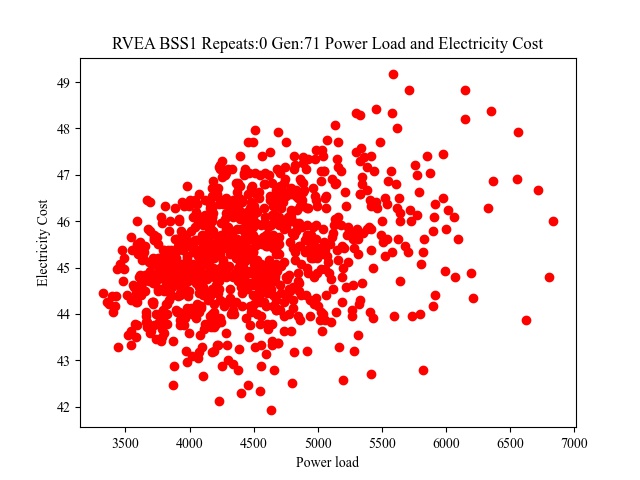 RVEA BSS1 Repeats:0 Gen:71 Power Load and Electricity Cost
49
48
47
46
45
44
43
42
Electricity Cost
3500 4000 4500 5000 5500 6000 6500 7000
Power load